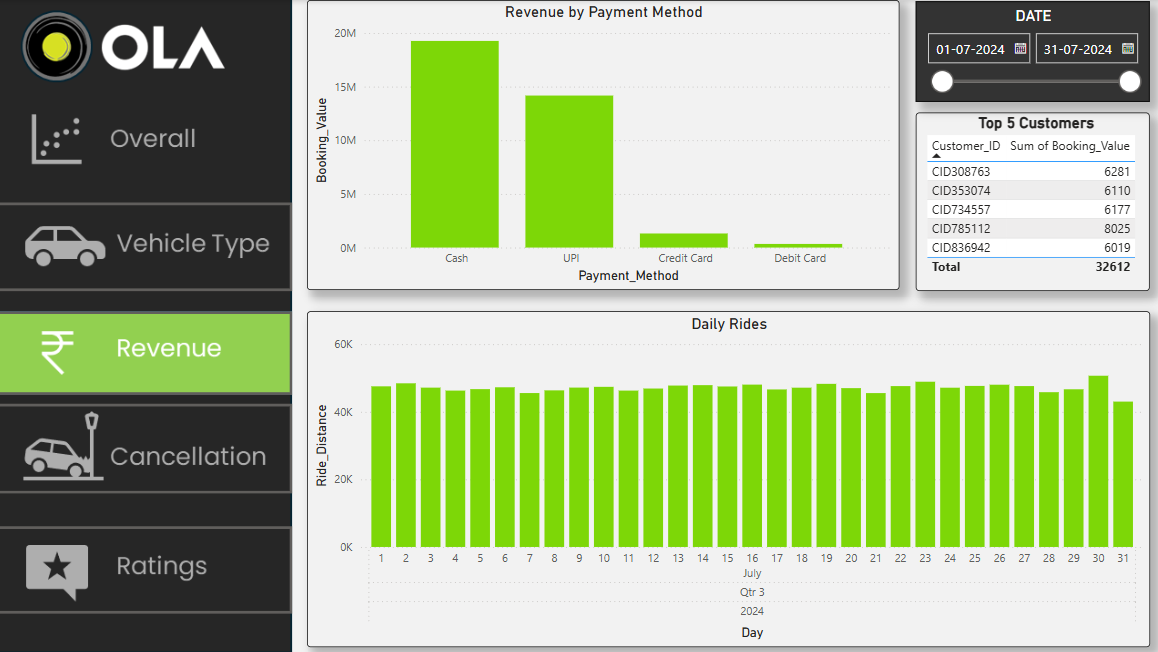 OLA
Overall
Vehicle Type
Revenue
Cancellation
Ratings
Revenue by Payment Method
Booking_Value
20M
15M
10M
5M
0M
Cash UPI Credit Card Debit Card
Payment_Method
DATE
01-07-2024 31-07-2024
Top 5 Customers
Customer_ID Sum of Booking_Value
CID308763 6281
CID353074 6110
CID734557 6177
CID785112 8025
CID836942 6019
Total 32612
Daily Rides
Ride_Distance
60K
40K
20K
0K
1 2 3 4 5 6 7 8 9 10 11 12 13 14 15 16 17 18 19 20 21 22 23 24 25 26 27 28 29 30 31
July
Qtr 3
2024
Day